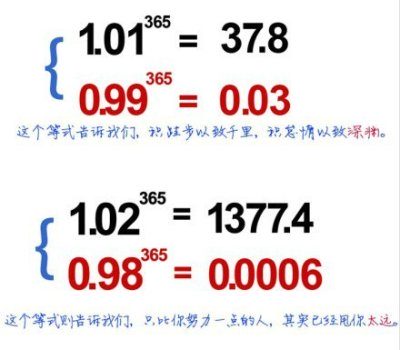 1.01^365 = 37.8
0.99^365 = 0.03
这个等式告诉我们，积跬步以致千里，积怠惰以致深渊。
1.02^365 = 1377.4
0.98^365 = 0.0006
这个等式则告诉我们，只比你努力一点的人，其实已经甩你太远。